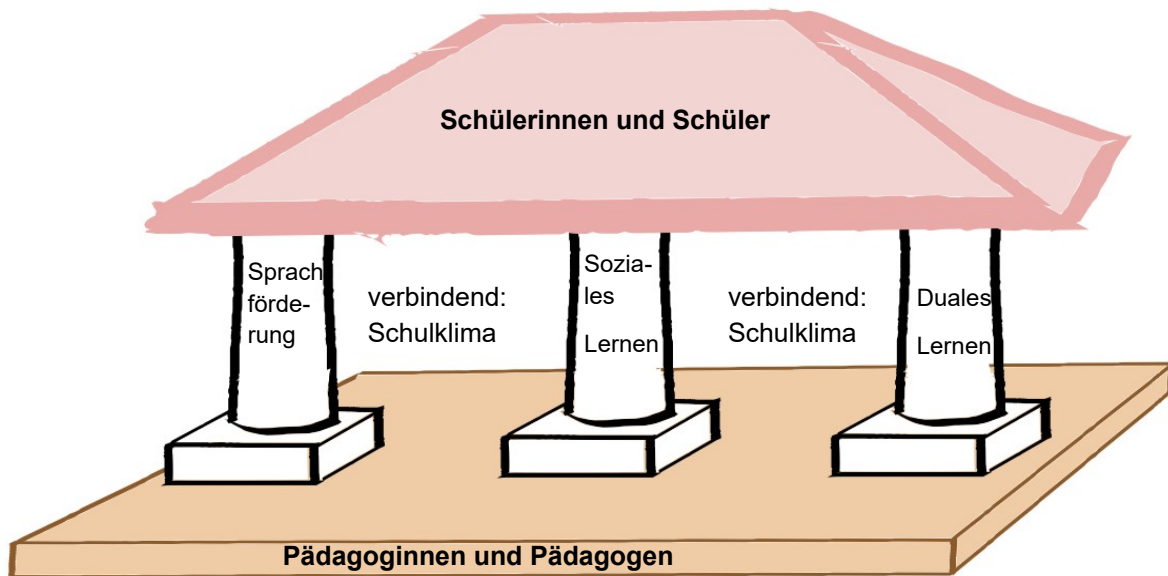 Schülerinnen und Schüler
Sprach
förde-
rung
verbindend:
Schulklima
Sozia-
les
Lernen
verbindend:
Schulklima
Duales
Lernen
Pädagoginnen und Pädagogen